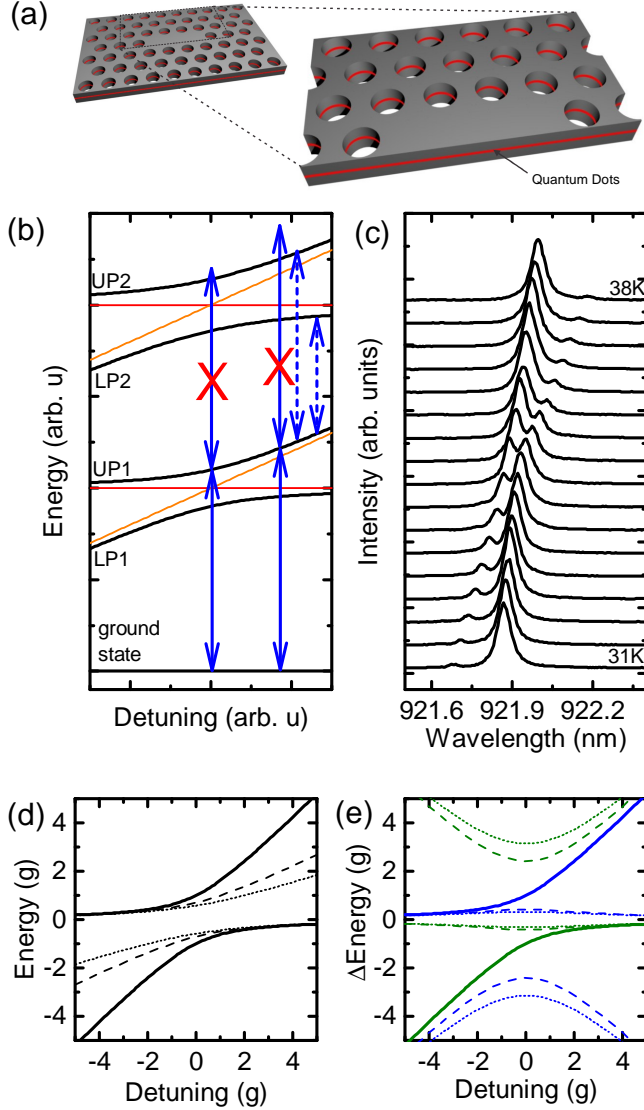 (a)
Quantum Dots
(b)
UP2
LP2
UP1
LP1
ground
state
Energy (arb. u)
Detuning (arb. u)
X
X
(c)
38K
31K
Intensity (arb. units)
921.6 921.9 922.2
Wavelength (nm)
(d)
4
2
0
-2
-4
Energy (g)
-4 -2 0 2 4
Detuning (g)
(e)
4
2
0
-2
-4
ΔEnergy (g)
-4 -2 0 2 4
Detuning (g)